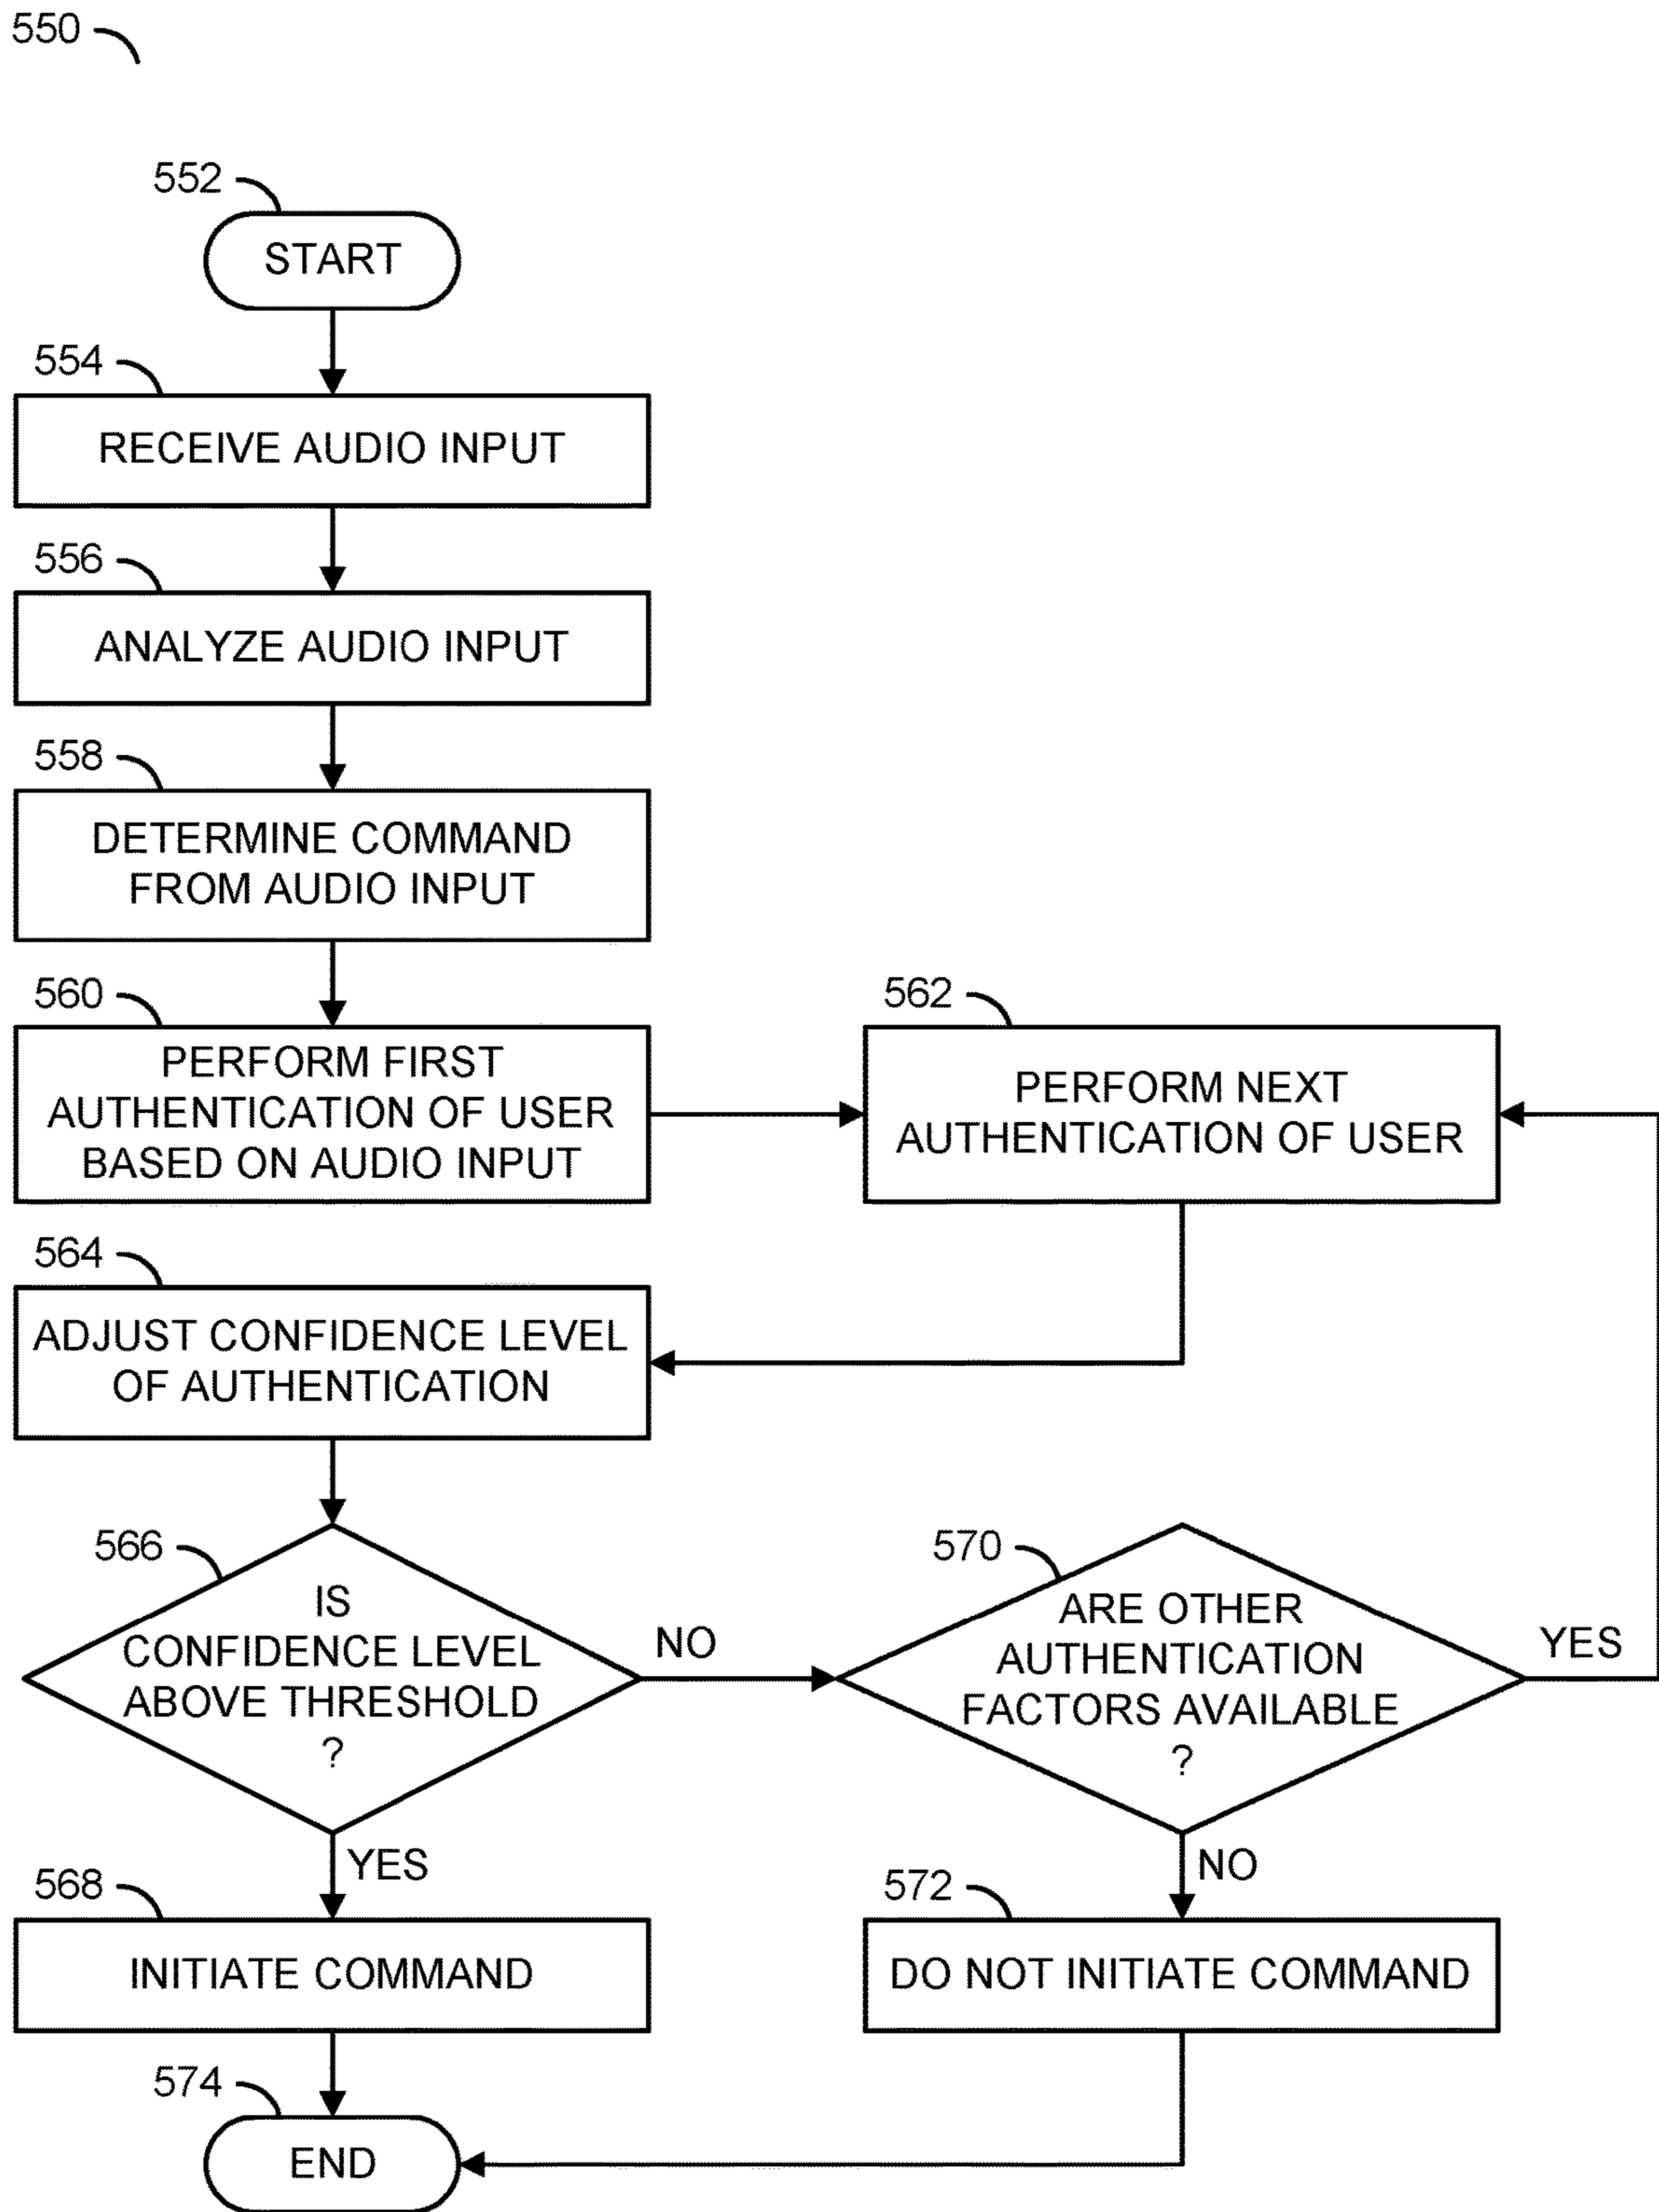 550
552
START
554
RECEIVE AUDIO INPUT
556
ANALYZE AUDIO INPUT
558
DETERMINE COMMAND
FROM AUDIO INPUT
560
PERFORM FIRST
AUTHENTICATION OF USER
BASED ON AUDIO INPUT
562
PERFORM NEXT
AUTHENTICATION OF USER
564
ADJUST CONFIDENCE LEVEL
OF AUTHENTICATION
566
IS
CONFIDENCE LEVEL
ABOVE THRESHOLD
?
NO
570
ARE OTHER
AUTHENTICATION
FACTORS AVAILABLE
?
YES
YES
568
INITIATE COMMAND
NO
572
DO NOT INITIATE COMMAND
574
END